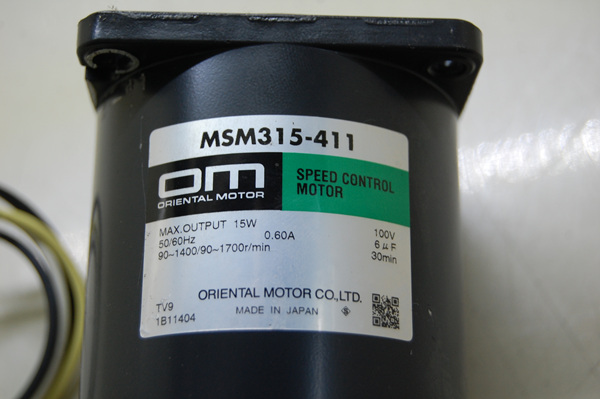 MSM315-411
OM
ORIENTAL MOTOR
SPEED CONTROL
MOTOR
MAX.OUTPUT 15W
50/60Hz 0.60A 100V
90~1400/90~1700r/min 6μF
30min
ORIENTAL MOTOR CO.,LTD.
TV9 MADE IN JAPAN
1B11404